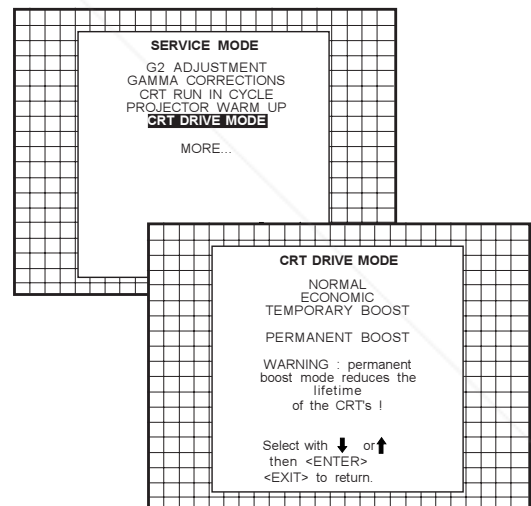 SERVICE MODE
G2 ADJUSTMENT
GAMMA CORRECTIONS
CRT RUN IN CYCLE
PROJECTOR WARM UP
CRT DRIVE MODE
MORE...
CRT DRIVE MODE
NORMAL
ECONOMIC
TEMPORARY BOOST
PERMANENT BOOST
WARNING : permanent
boost mode reduces the
lifetime
of the CRT's !
Select with ⬇ or ⬆
then <ENTER>
<EXIT> to return.